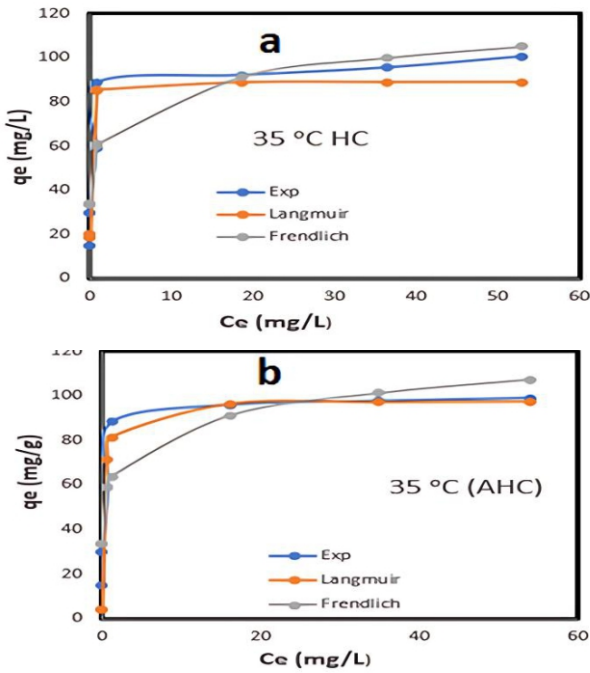 120
a
100
80
qe (mg/L)
60
35 ºC HC
40
Exp
Langmuir
20
Frendlich
0
0 10 20 30 40 50 60
Ce (mg/L)
120
b
100
80
qe (mg/g)
60
35 ºC (AHC)
40
Exp
20
Langmuir
Frendlich
0
0 20 40 60
Ce (mg/L)